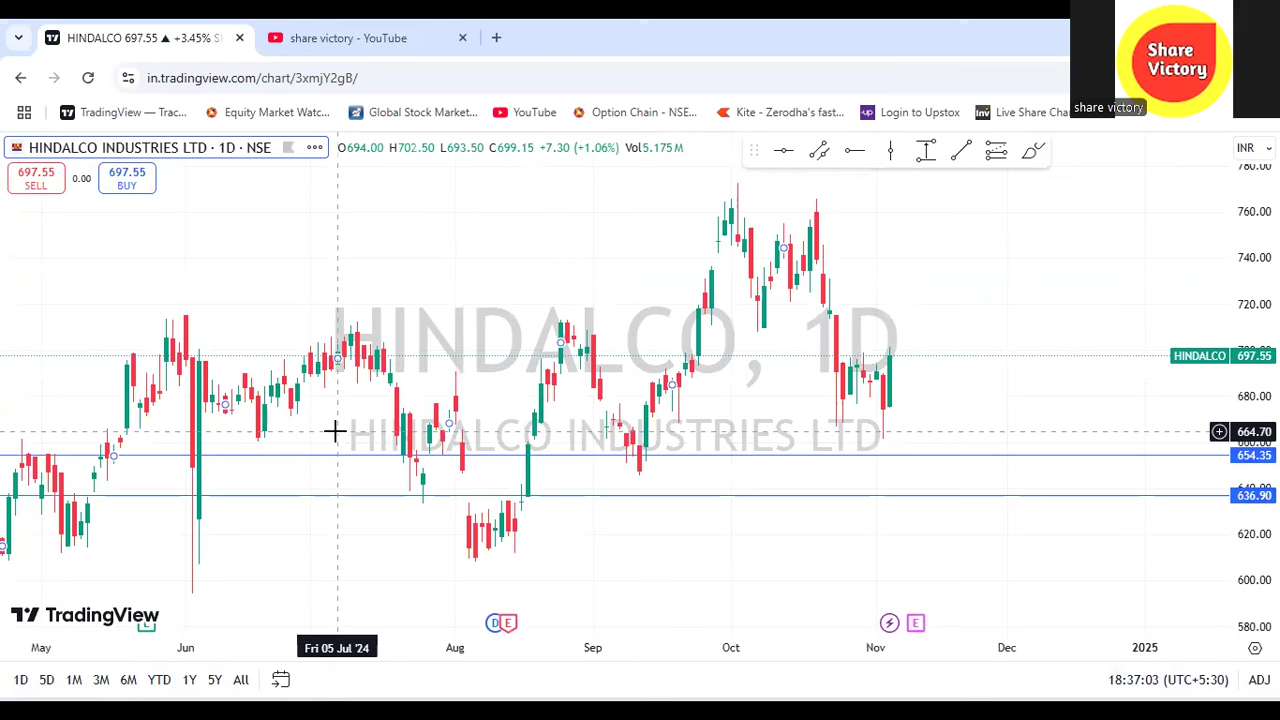 HINDALCO 697.55 ▲ +3.45%
share victory - YouTube
Share
Victory
share victory
in.tradingview.com/chart/3xmjY2gB/
TradingView — Trac...
Equity Market Watc...
Global Stock Market...
YouTube
Option Chain - NSE...
Kite - Zerodha's fast...
up
Login to Upstox
Inv
Live Share Cha
HINDALCO INDUSTRIES LTD · 1D · NSE
O694.00 H702.50 L693.50 C699.15 +7.30 (+1.06%) Vol5.175 M
INR
697.55
SELL
0.00
697.55
BUY
780.00
760.00
740.00
720.00
HINDALCO, 1D
HINDALCO 697.55
680.00
HINDALCO INDUSTRIES LTD
664.70
654.35
636.90
620.00
600.00
580.00
TradingView
D E
E
May
Jun
Fri 05 Jul '24
Aug
Sep
Oct
Nov
Dec
2025
1D 5D 1M 3M 6M YTD 1Y 5Y All
18:37:03 (UTC+5:30)
ADJ